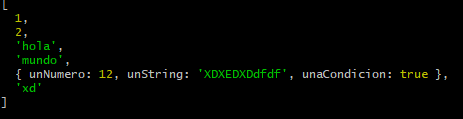 [
  1,
  2,
  'hola',
  'mundo',
  { unNumero: 12, unString: 'XDXEDXDdfdf', unaCondicion: true },
  'xd'
]